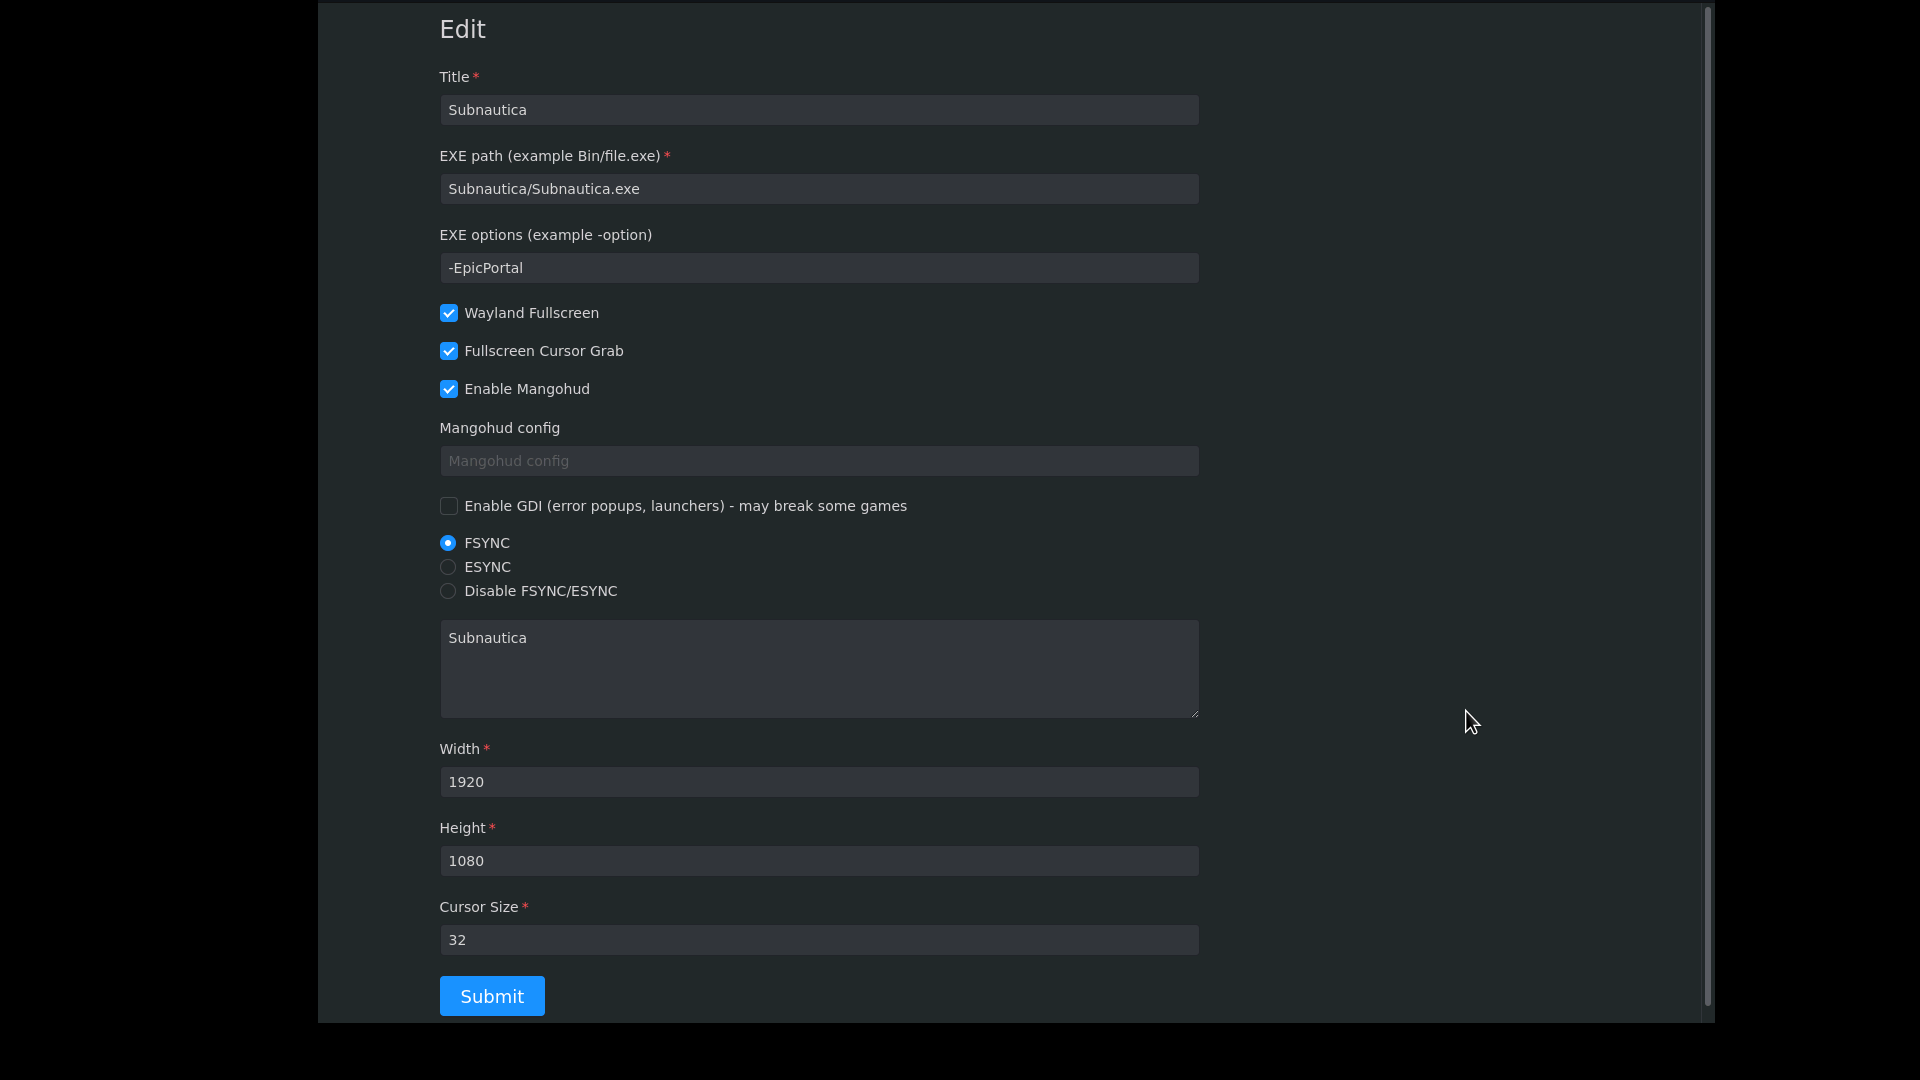 Edit
Title *
Subnautica
EXE path (example Bin/file.exe) *
Subnautica/Subnautica.exe
EXE options (example -option)
-EpicPortal
Wayland Fullscreen
Fullscreen Cursor Grab
Enable Mangohud
Mangohud config
Mangohud config
Enable GDI (error popups, launchers) - may break some games
FSYNC
ESYNC
Disable FSYNC/ESYNC
Subnautica
Width *
1920
Height *
1080
Cursor Size *
32
Submit